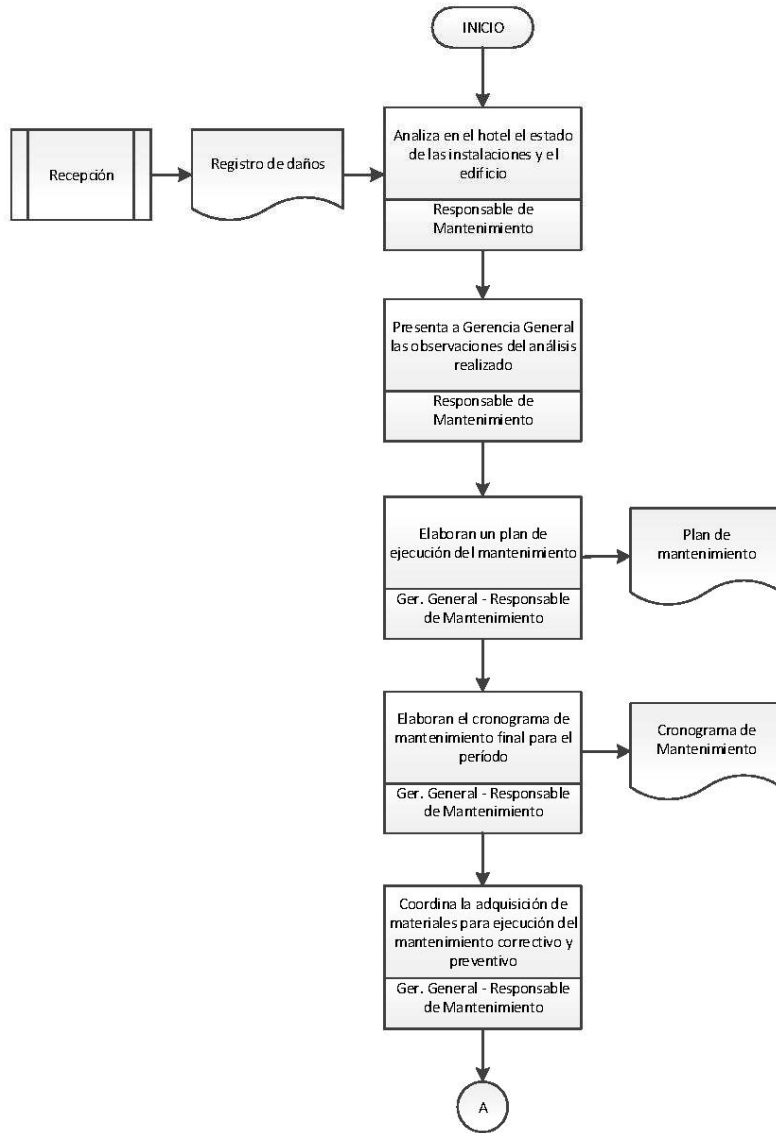 INICIO
Recepción
Registro de daños
Analiza en el hotel el estado
de las instalaciones y el
edificio
Responsable de
Mantenimiento
Presenta a Gerencia General
las observaciones del análisis
realizado
Responsable de
Mantenimiento
Elaboran un plan de
ejecución del mantenimiento
Ger. General - Responsable
de Mantenimiento
Plan de
mantenimiento
Elaboran el cronograma de
mantenimiento final para el
período
Ger. General - Responsable
de Mantenimiento
Cronograma de
Mantenimiento
Coordina la adquisición de
materiales para ejecución del
mantenimiento correctivo y
preventivo
Ger. General - Responsable
de Mantenimiento
A